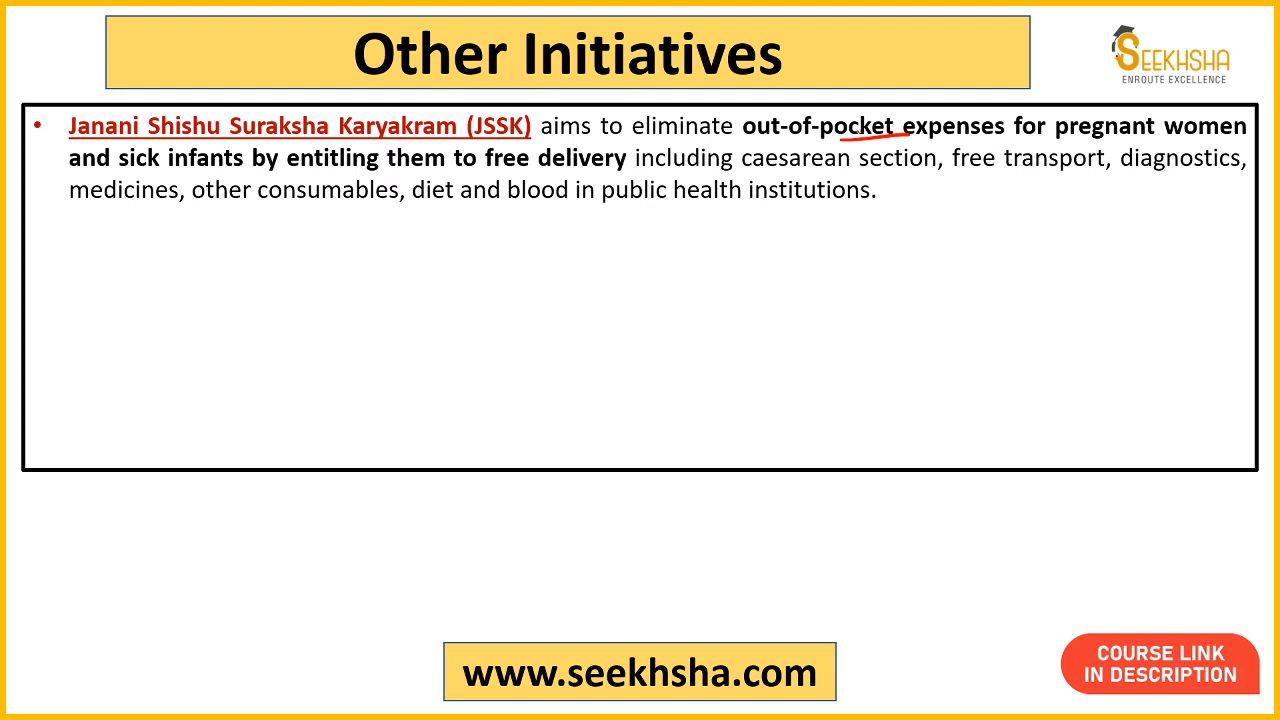 Other Initiatives
SEEKHSHA
ENROUTE EXCELLENCE
• Janani Shishu Suraksha Karyakram (JSSK) aims to eliminate out-of-pocket expenses for pregnant women
and sick infants by entitling them to free delivery including caesarean section, free transport, diagnostics,
medicines, other consumables, diet and blood in public health institutions.
www.seekhsha.com
COURSE LINK
IN DESCRIPTION